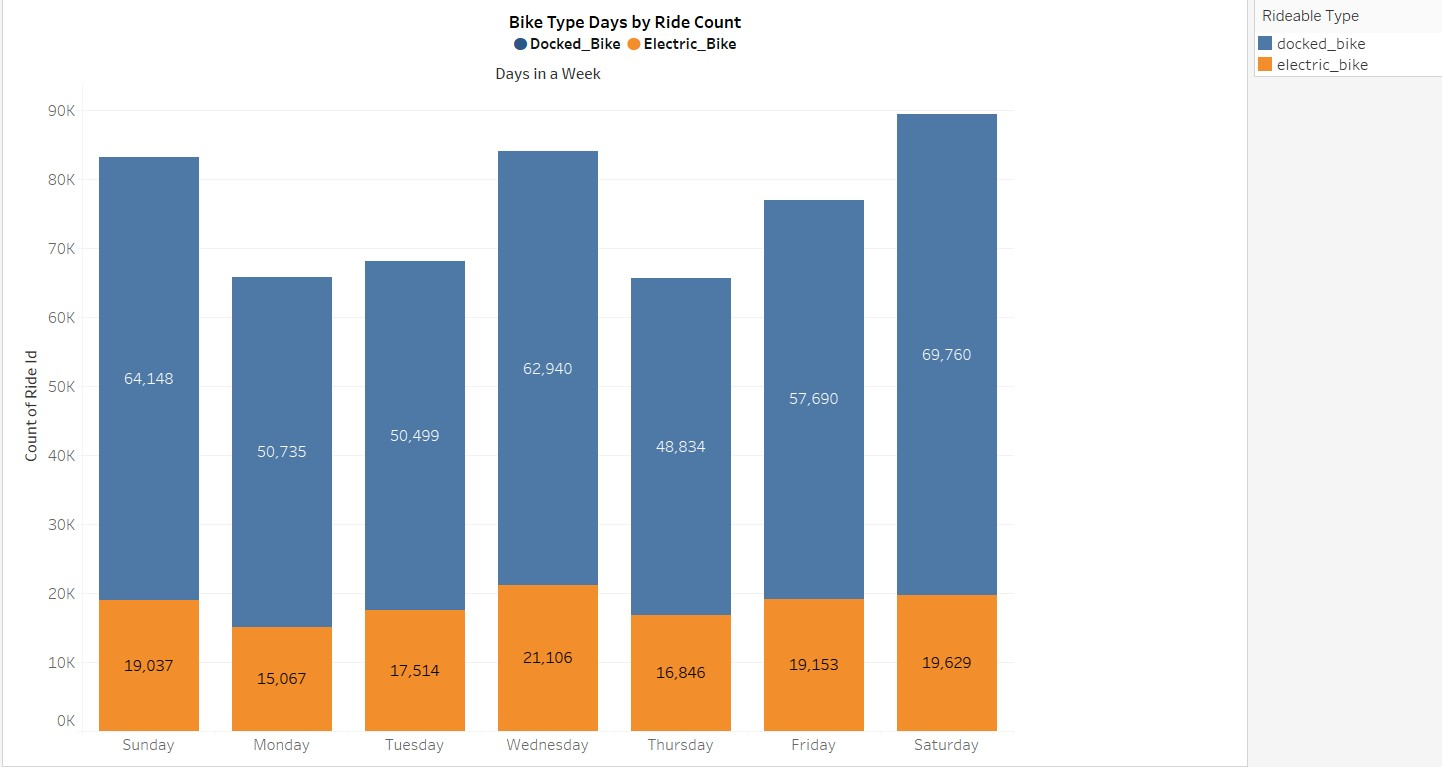 Bike Type Days by Ride Count
Docked_Bike Electric_Bike
Days in a Week
Rideable Type
docked_bike
electric_bike
Count of Ride Id
90K
80K
70K
60K
50K
40K
30K
20K
10K
0K
64,148
50,735
50,499
62,940
48,834
57,690
69,760
19,037
15,067
17,514
21,106
16,846
19,153
19,629
Sunday Monday Tuesday Wednesday Thursday Friday Saturday